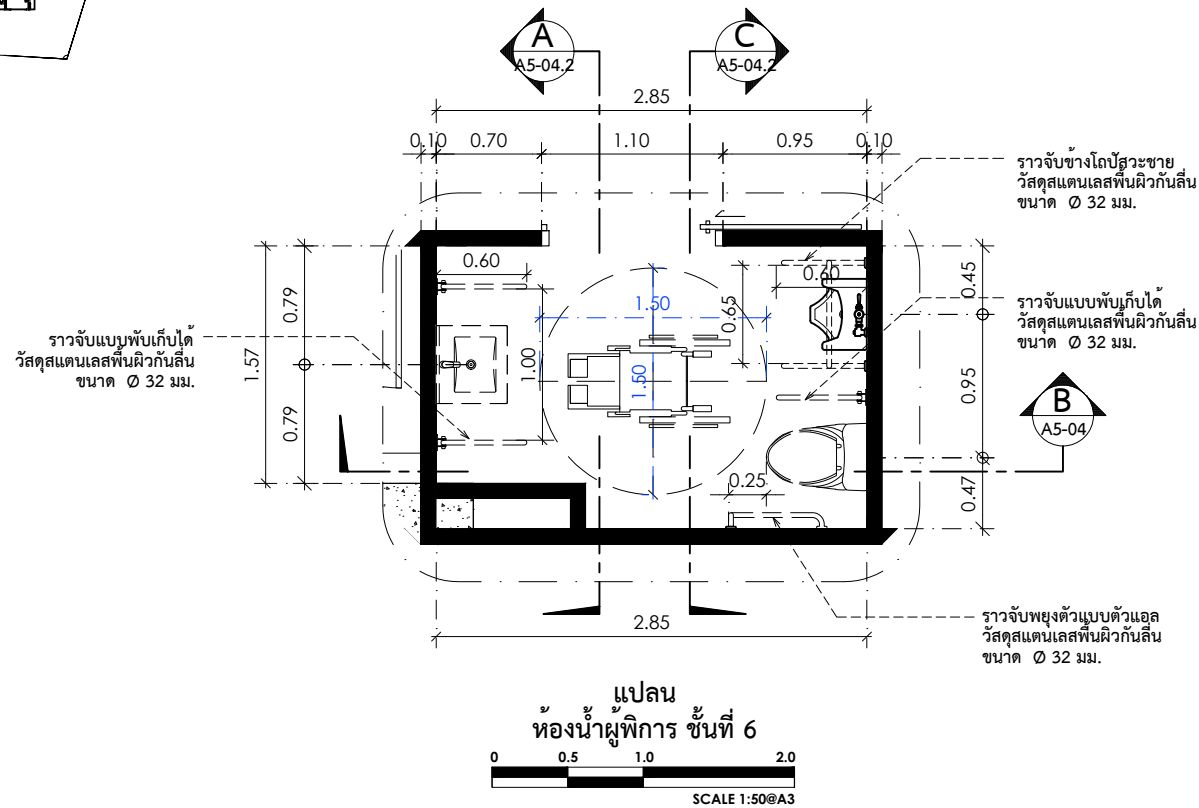 A
A5-04.2
C
A5-04.2
2.85
0.10
0.70
1.10
0.95
0.10
ราวจับข้างโถปัสวะชาย
วัสดุสแตนเลสพื้นผิวกันลื่น
ขนาด Ø 32 มม.
0.60
0.60
0.45
0.79
1.50
0.65
ราวจับแบบพับเก็บได้
วัสดุสแตนเลสพื้นผิวกันลื่น
ขนาด Ø 32 มม.
ราวจับแบบพับเก็บได้
วัสดุสแตนเลสพื้นผิวกันลื่น
ขนาด Ø 32 มม.
1.57
1.00
1.50
0.95
B
A5-04
0.79
0.25
0.47
ราวจับพยุงตัวแบบตัวแอล
วัสดุสแตนเลสพื้นผิวกันลื่น
ขนาด Ø 32 มม.
2.85
แปลน
ห้องน้ำผู้พิการ ชั้นที่ 6
0 0.5 1.0 2.0
SCALE 1:50@A3